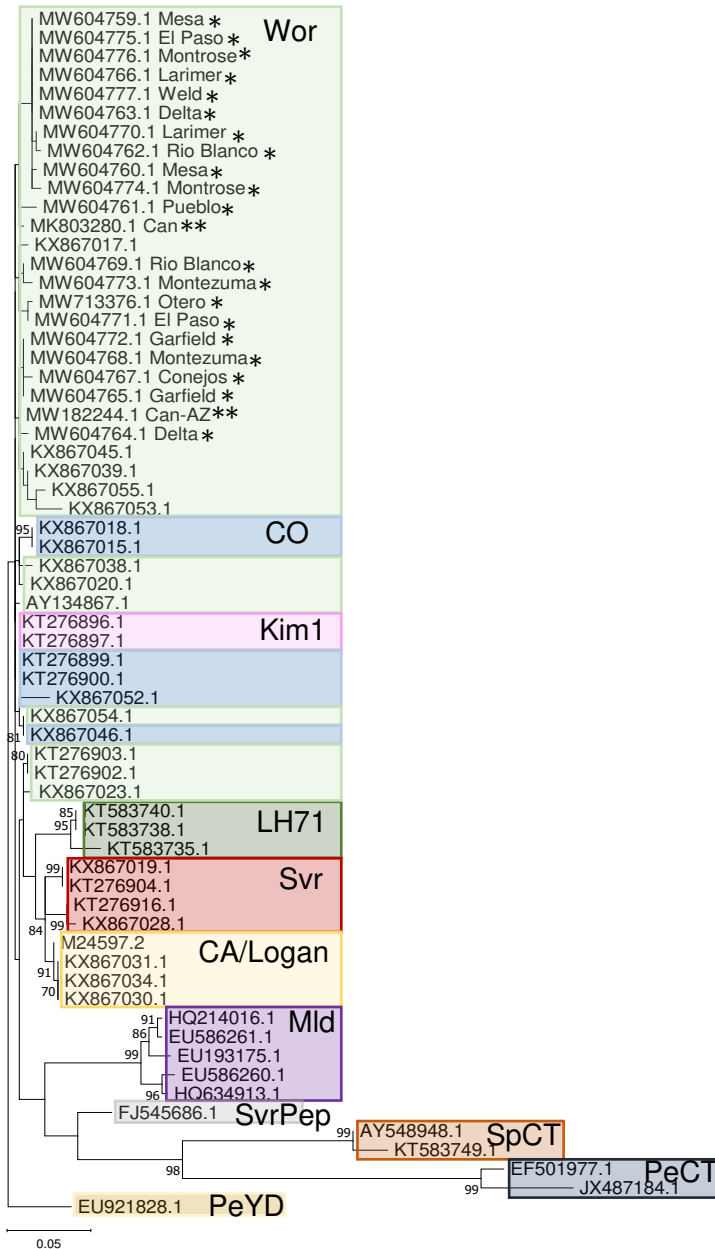 MW604759.1 Mesa *
Wor
MW604775.1 El Paso *
MW604776.1 Montrose *
MW604766.1 Larimer *
MW604777.1 Weld *
MW604763.1 Delta *
MW604770.1 Larimer *
MW604762.1 Rio Blanco *
MW604760.1 Mesa *
MW604774.1 Montrose *
MW604761.1 Pueblo *
MK803280.1 Can **
KX867017.1
MW604769.1 Rio Blanco *
MW604773.1 Montezuma *
MW713376.1 Otero *
MW604771.1 El Paso *
MW604772.1 Garfield *
MW604768.1 Montezuma *
MW604767.1 Conejos *
MW604765.1 Garfield *
MW182244.1 Can-AZ **
MW604764.1 Delta *
KX867045.1
KX867039.1
KX867055.1
KX867053.1
95 KX867018.1 CO
KX867015.1
KX867038.1
KX867020.1
AY134867.1
KT276896.1 Kim1
KT276897.1
KT276899.1
KT276900.1
KX867052.1
KX867054.1
81 KX867046.1
80 KT276903.1
KT276902.1
KX867023.1
85 KT583740.1 LH71
95 KT583738.1
KT583735.1
99 KX867019.1 Svr
KT276904.1
KT276916.1
99 KX867028.1
84
M24597.2 CA/Logan
91 KX867031.1
KX867034.1
70 KX867030.1
91 HQ214016.1 Mld
86 EU586261.1
99 EU193175.1
EU586260.1
96 HQ634913.1
FJ545686.1 SvrPep
99 AY548948.1 SpCT
KT583749.1
98 EF501977.1 PeCT
99 JX487184.1
EU921828.1 PeYD
0.05